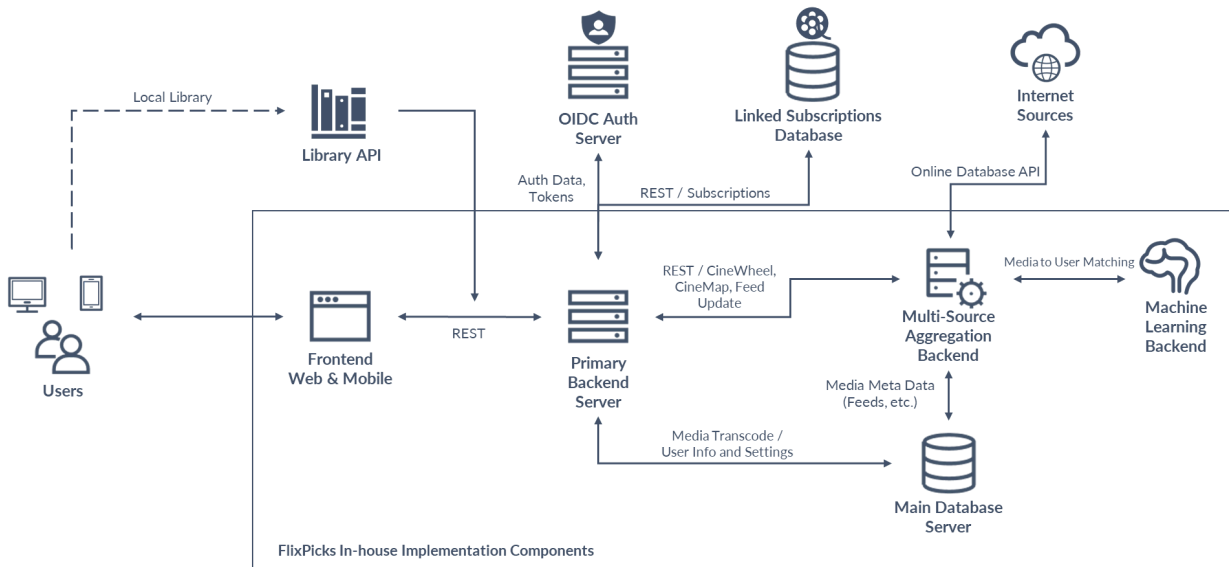 Local Library
Library API
OIDC Auth
Server
Linked Subscriptions
Database
Internet
Sources
Auth Data,
Tokens
REST / Subscriptions
Online Database API
Users
Frontend
Web & Mobile
REST
Primary
Backend
Server
REST / CineWheel,
CineMap, Feed
Update
Multi-Source
Aggregation
Backend
Media to User Matching
Machine
Learning
Backend
Media Meta Data
(Feeds, etc.)
Media Transcode /
User Info and Settings
Main Database
Server
FlixPicks In-house Implementation Components